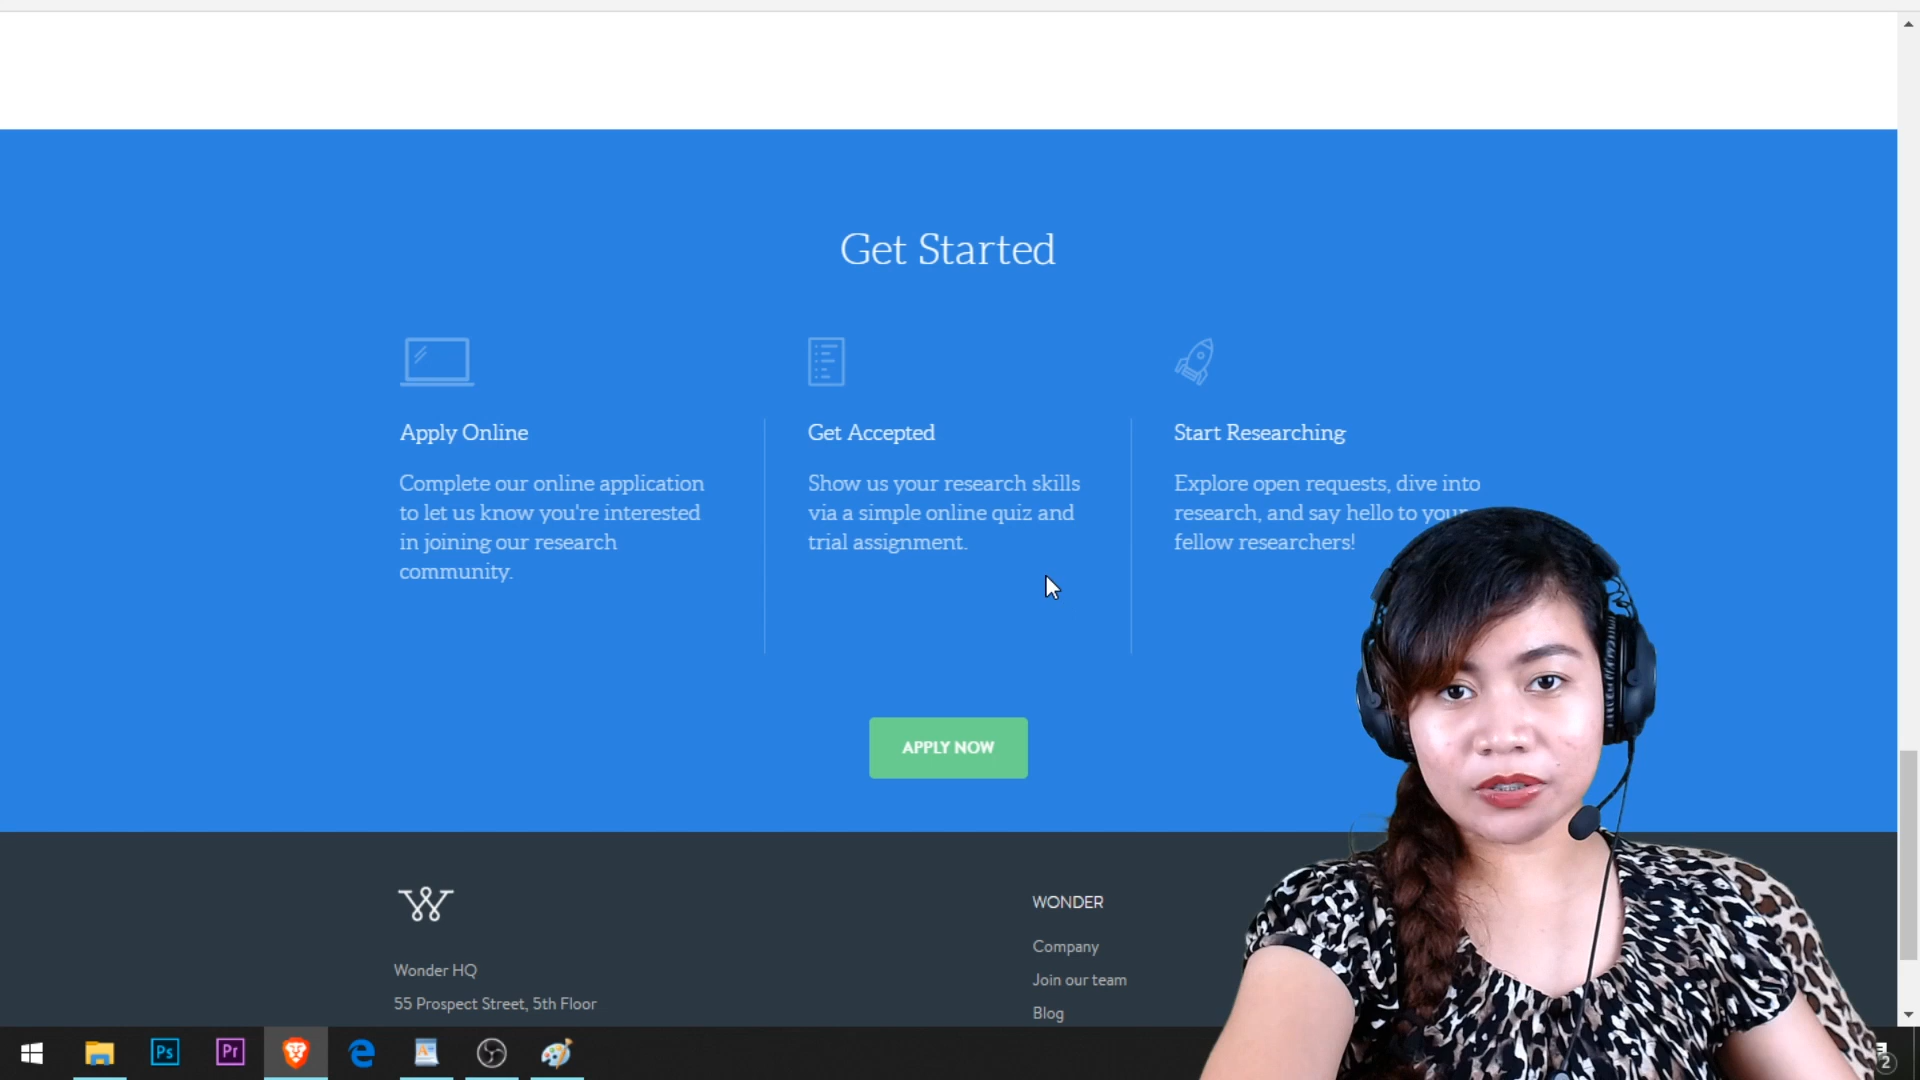 Get Started
Apply Online
Complete our online application
to let us know you're interested
in joining our research
community.
Get Accepted
Show us your research skills
via a simple online quiz and
trial assignment.
Start Researching
Explore open requests, dive into
research, and say hello to your
fellow researchers!
APPLY NOW
W
Wonder HQ
55 Prospect Street, 5th Floor
WONDER
Company
Join our team
Blog
Ps
Pr
2